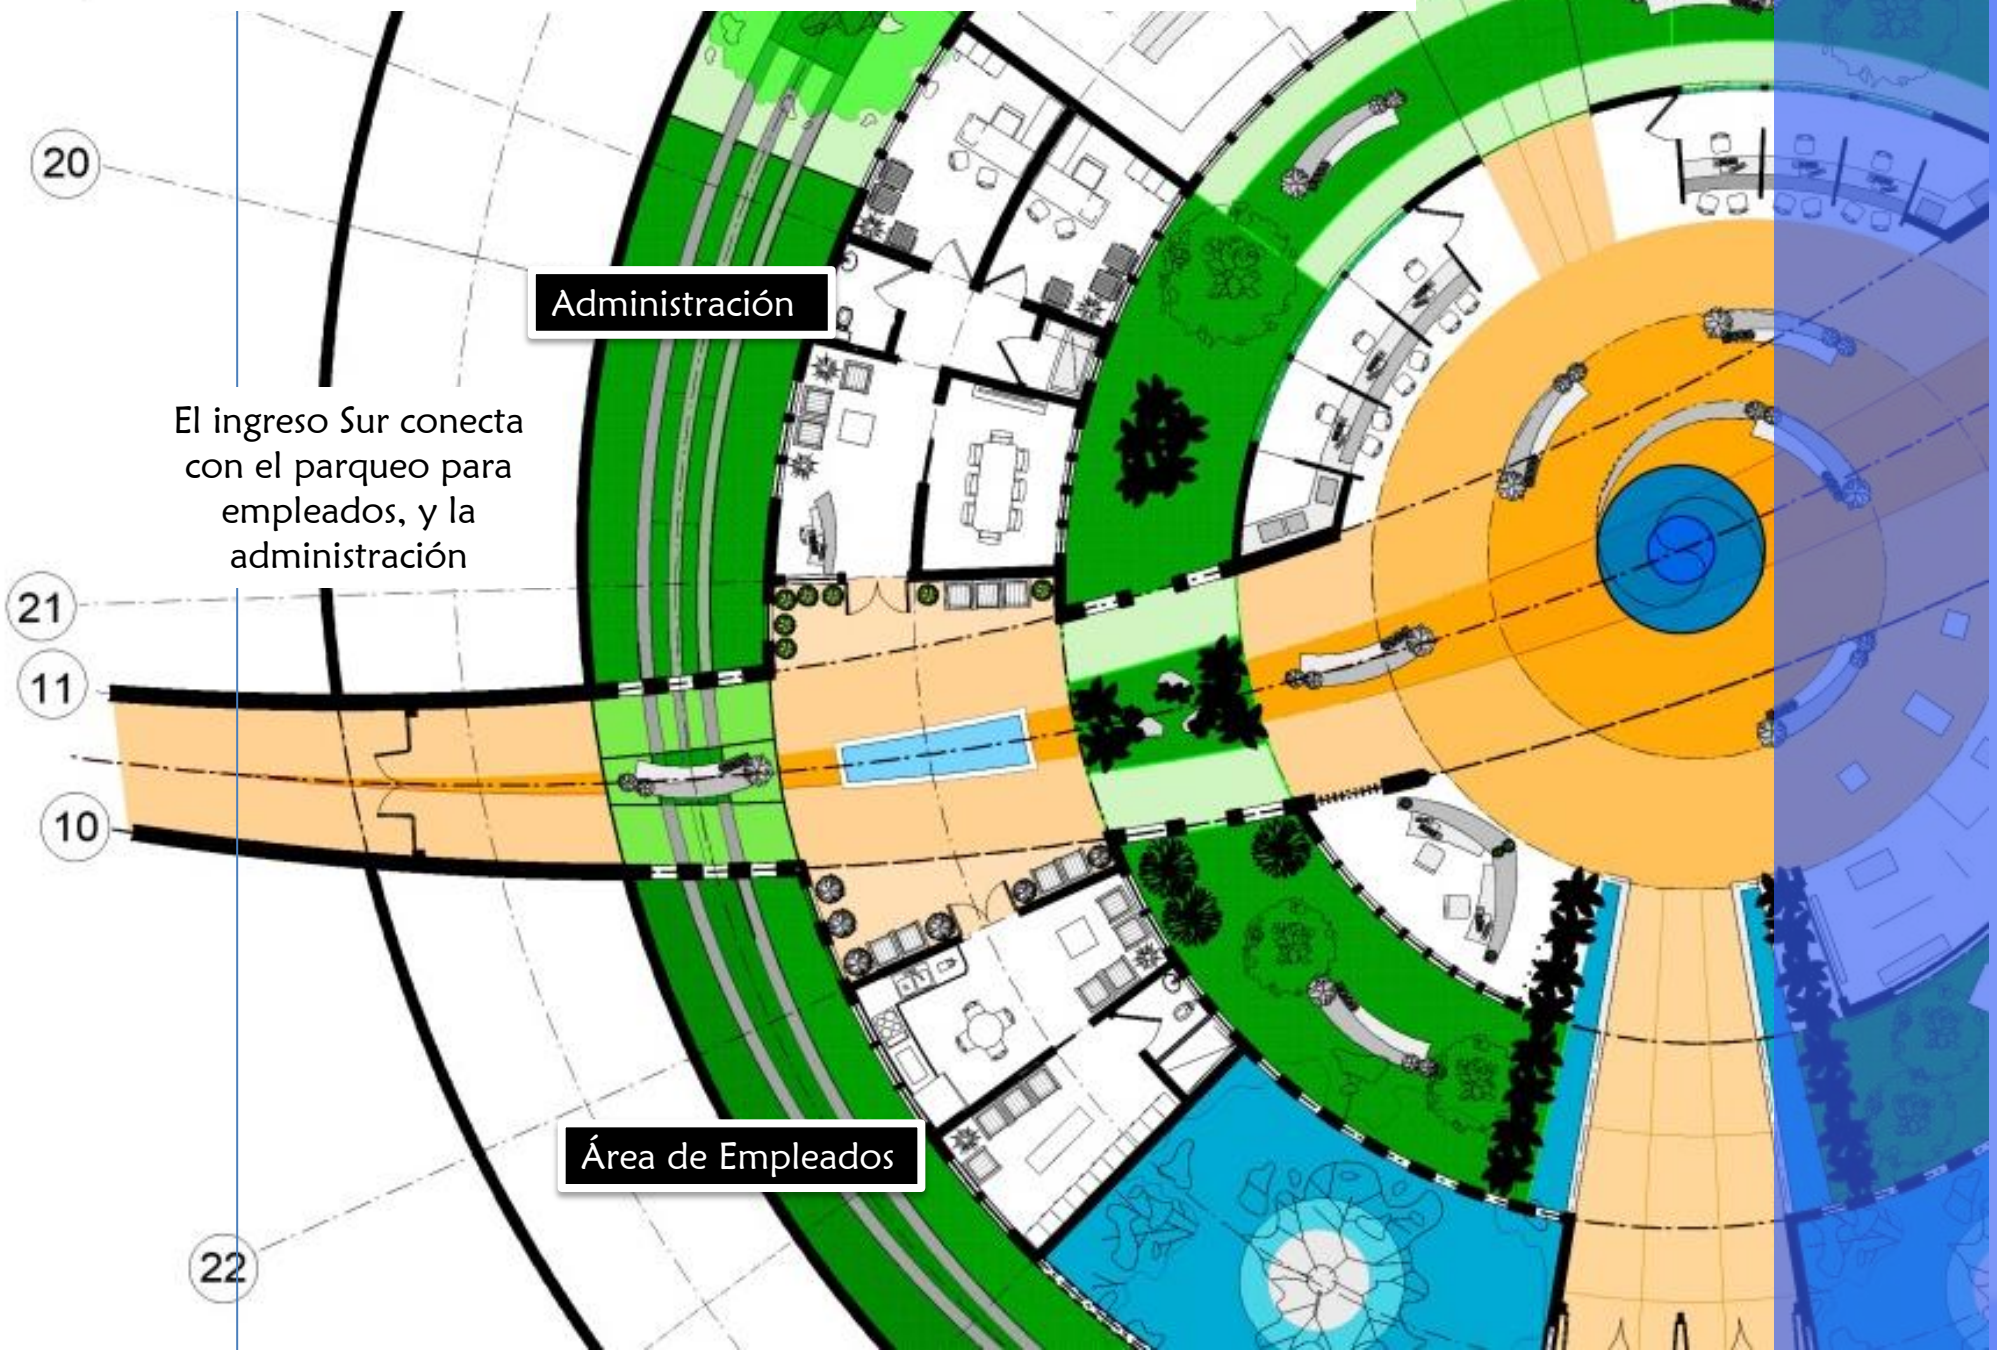 20
Administración
El ingreso Sur conecta
con el parqueo para
empleados, y la
administración
21
11
10
Área de Empleados
22